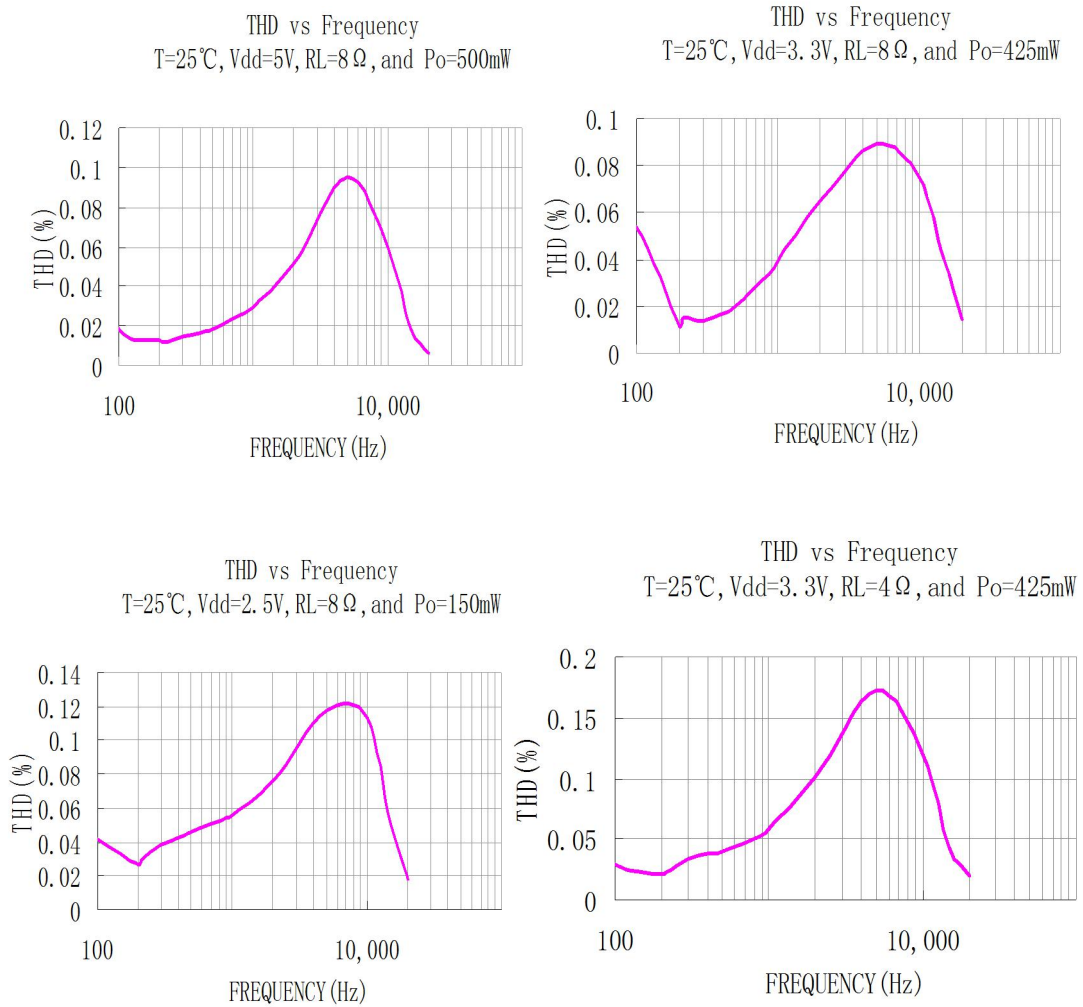 THD vs Frequency
T=25℃, Vdd=5V, RL=8Ω, and Po=500mW
0.12
0.1
0.08
0.06
0.04
0.02
0
THD(%)
100
10,000
FREQUENCY(Hz)
THD vs Frequency
T=25℃, Vdd=3.3V, RL=8Ω, and Po=425mW
0.1
0.08
0.06
0.04
0.02
0
THD(%)
100
10,000
FREQUENCY(Hz)
THD vs Frequency
T=25℃, Vdd=2.5V, RL=8Ω, and Po=150mW
0.14
0.12
0.1
0.08
0.06
0.04
0.02
0
THD(%)
100
10,000
FREQUENCY(Hz)
THD vs Frequency
T=25℃, Vdd=3.3V, RL=4Ω, and Po=425mW
0.2
0.15
0.1
0.05
0
THD(%)
100
10,000
FREQUENCY(Hz)